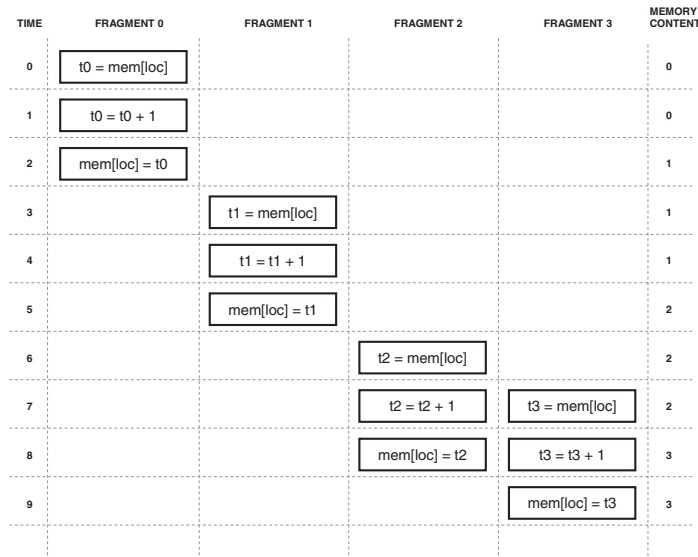 TIME FRAGMENT 0 FRAGMENT 1 FRAGMENT 2 FRAGMENT 3 MEMORY CONTENT
0 t0 = mem[loc] 0
1 t0 = t0 + 1 0
2 mem[loc] = t0 1
3 t1 = mem[loc] 1
4 t1 = t1 + 1 1
5 mem[loc] = t1 2
6 t2 = mem[loc] 2
7 t2 = t2 + 1 t3 = mem[loc] 2
8 mem[loc] = t2 t3 = t3 + 1 3
9 mem[loc] = t3 3